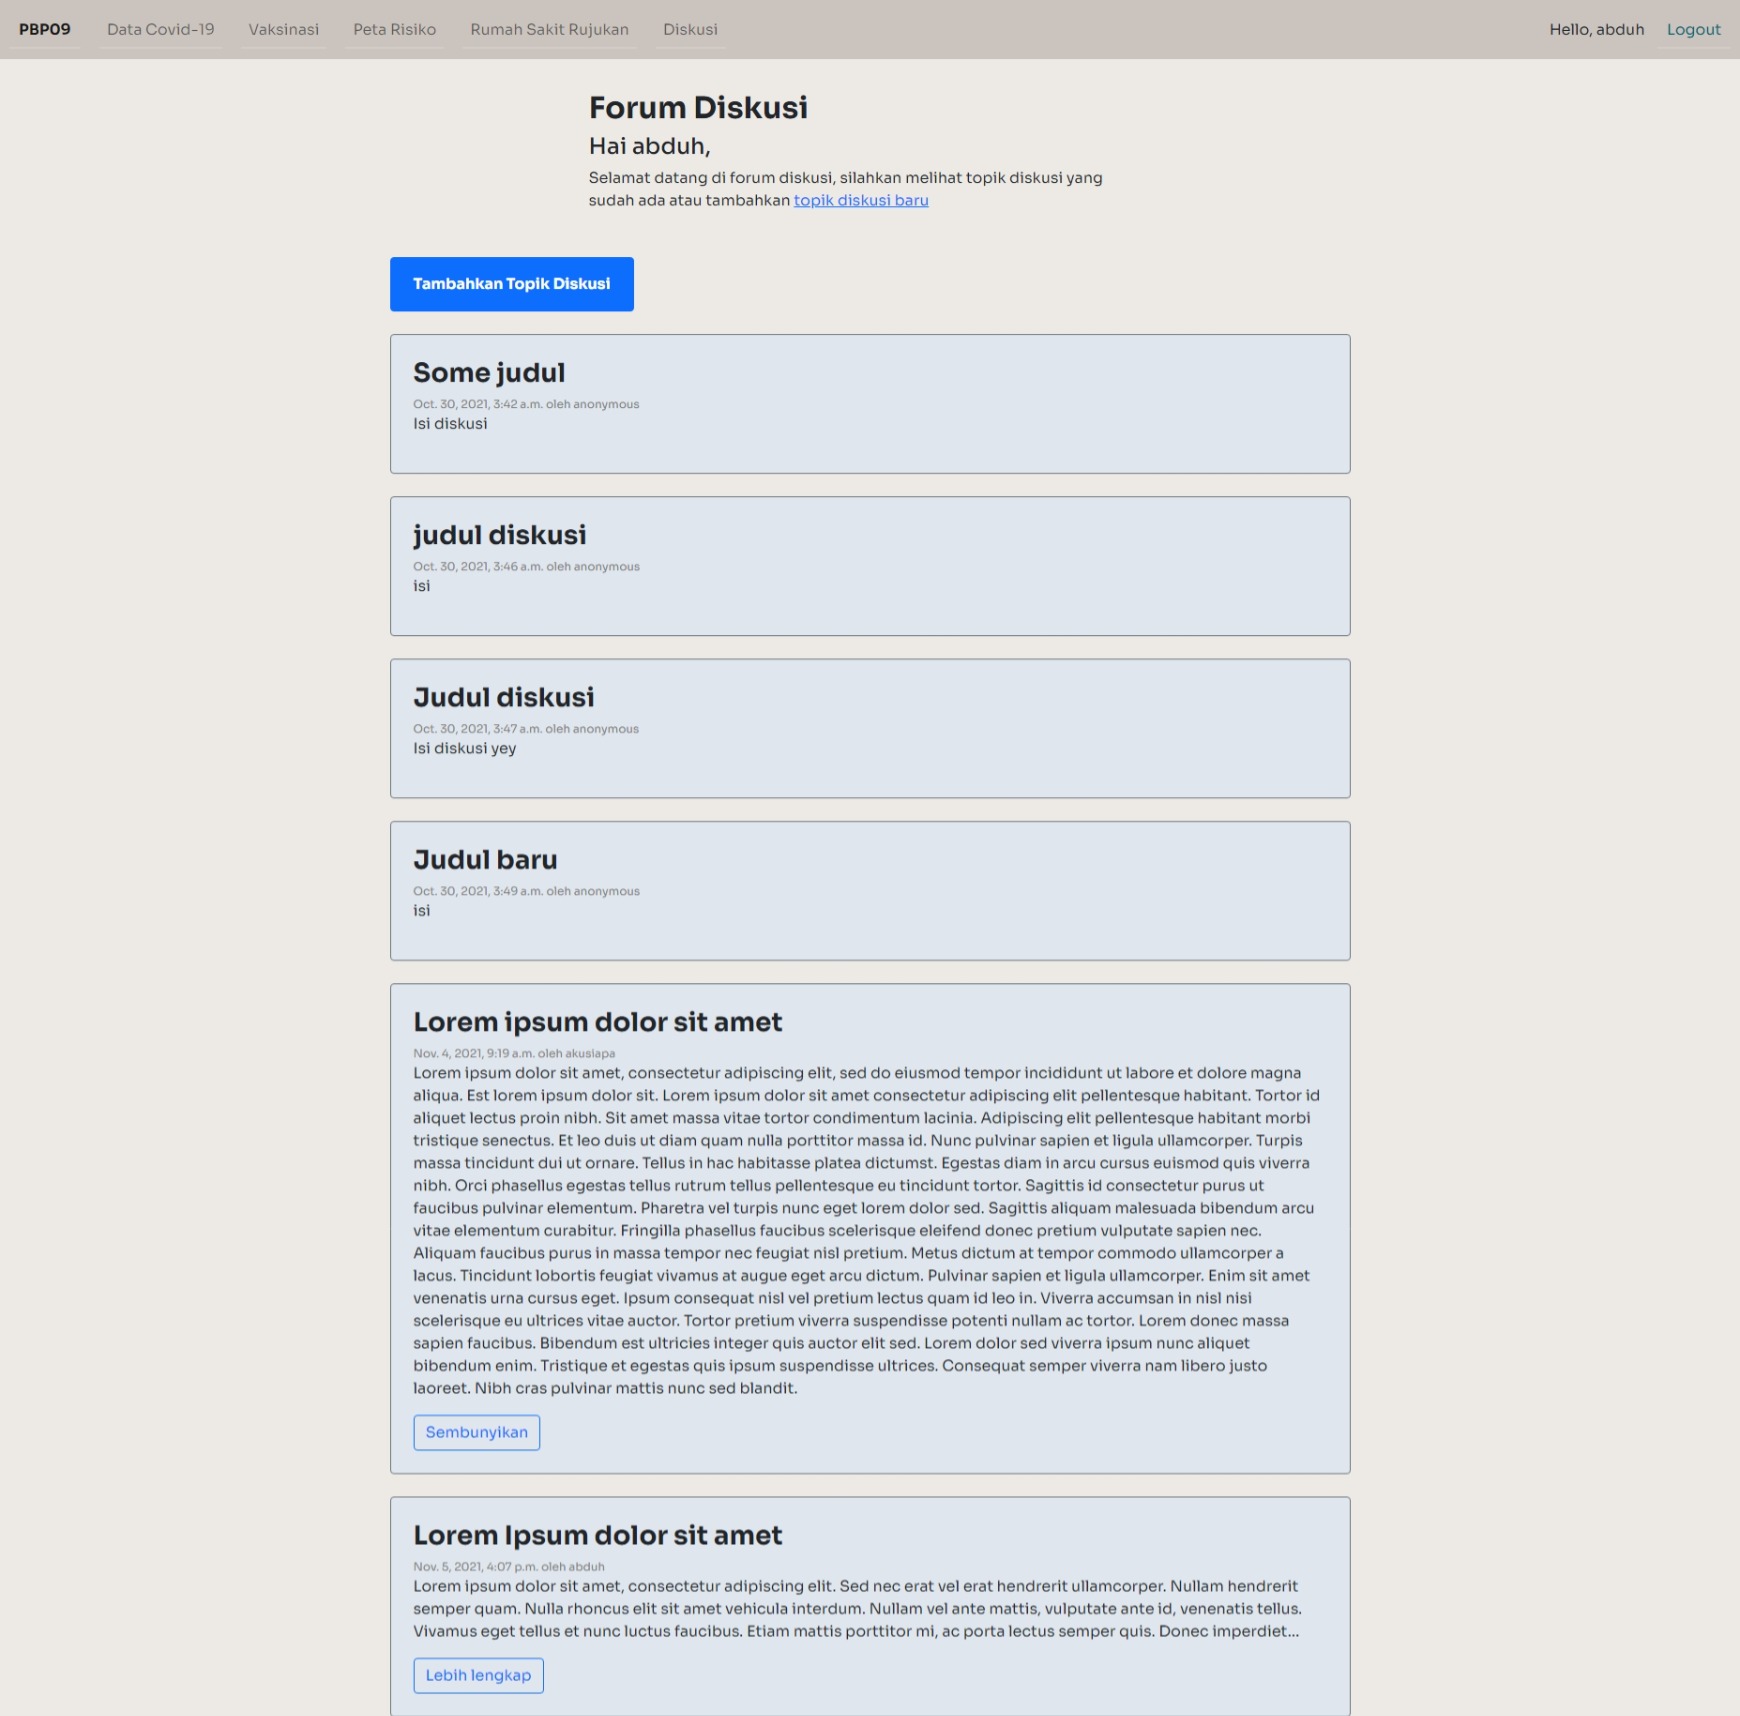 PBP09 Data Covid-19 Vaksinasi Peta Risiko Rumah Sakit Rujukan Diskusi Hello, abduh Logout
Forum Diskusi
Hai abduh,
Selamat datang di forum diskusi, silahkan melihat topik diskusi yang
sudah ada atau tambahkan topik diskusi baru
Tambahkan Topik Diskusi
Some judul
Oct. 30, 2021, 3:42 a.m. oleh anonymous
Isi diskusi
judul diskusi
Oct. 30, 2021, 3:46 a.m. oleh anonymous
isi
Judul diskusi
Oct. 30, 2021, 3:47 a.m. oleh anonymous
Isi diskusi yey
Judul baru
Oct. 30, 2021, 3:49 a.m. oleh anonymous
isi
Lorem ipsum dolor sit amet
Nov. 4, 2021, 9:19 a.m. oleh akusiapa
Lorem ipsum dolor sit amet, consectetur adipiscing elit, sed do eiusmod tempor incididunt ut labore et dolore magna
aliqua. Est lorem ipsum dolor sit. Lorem ipsum dolor sit amet consectetur adipiscing elit pellentesque habitant. Tortor id
aliquet lectus proin nibh. Sit amet massa vitae tortor condimentum lacinia. Adipiscing elit pellentesque habitant morbi
tristique senectus. Et leo duis ut diam quam nulla porttitor massa id. Nunc pulvinar sapien et ligula ullamcorper. Turpis
massa tincidunt dui ut ornare. Tellus in hac habitasse platea dictumst. Egestas diam in arcu cursus euismod quis viverra
nibh. Orci phasellus egestas tellus rutrum tellus pellentesque eu tincidunt tortor. Sagittis id consectetur purus ut
faucibus pulvinar elementum. Pharetra vel turpis nunc eget lorem dolor sed. Sagittis aliquam malesuada bibendum arcu
vitae elementum curabitur. Fringilla phasellus faucibus scelerisque eleifend donec pretium vulputate sapien nec.
Aliquam faucibus purus in massa tempor nec feugiat nisl pretium. Metus dictum at tempor commodo ullamcorper a
lacus. Tincidunt lobortis feugiat vivamus at augue eget arcu dictum. Pulvinar sapien et ligula ullamcorper. Enim sit amet
venenatis urna cursus eget. Ipsum consequat nisl vel pretium lectus quam id leo in. Viverra accumsan in nisl nisi
scelerisque eu ultrices vitae auctor. Tortor pretium viverra suspendisse potenti nullam ac tortor. Lorem donec massa
sapien faucibus. Bibendum est ultricies integer quis auctor elit sed. Lorem dolor sed viverra ipsum nunc aliquet
bibendum enim. Tristique et egestas quis ipsum suspendisse ultrices. Consequat semper viverra nam libero justo
laoreet. Nibh cras pulvinar mattis nunc sed blandit.
Sembunyikan
Lorem Ipsum dolor sit amet
Nov. 5, 2021, 4:07 p.m. oleh abduh
Lorem ipsum dolor sit amet, consectetur adipiscing elit. Sed nec erat vel erat hendrerit ullamcorper. Nullam hendrerit
semper quam. Nulla rhoncus elit sit amet vehicula interdum. Nullam vel ante mattis, vulputate ante id, venenatis tellus.
Vivamus eget tellus et nunc luctus faucibus. Etiam mattis porttitor mi, ac porta lectus semper quis. Donec imperdiet...
Lebih lengkap